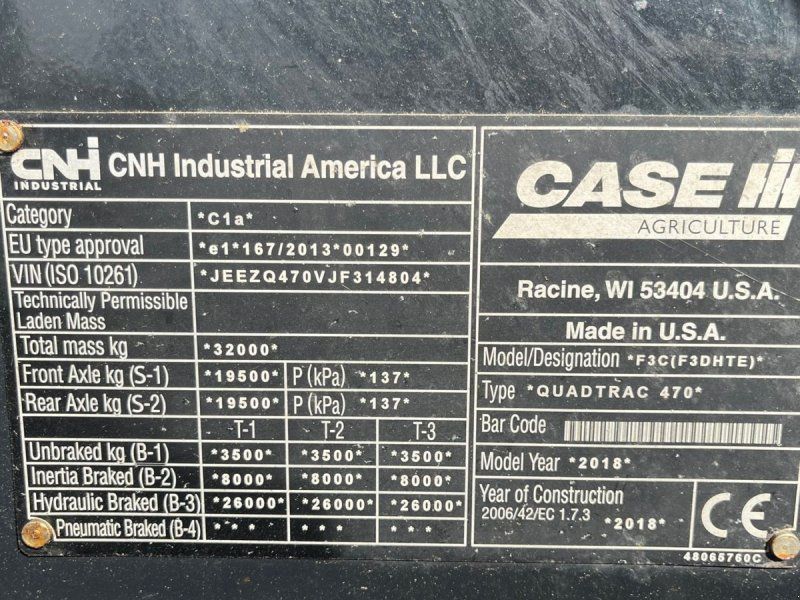 CNH INDUSTRIAL CNH Industrial America LLC
Category *C1a*
EU type approval *e1*167/2013*00129*
VIN (ISO 10261) *JEEZQ470VJF314804*
Technically Permissible
Laden Mass
Total mass kg *32000*
Front Axle kg (S-1) *19500* P (kPa) *137*
Rear Axle kg (S-2) *19500* P (kPa) *137*
T-1 T-2 T-3
Unbraked kg (B-1) *3500* *3500* *3500*
Inertia Braked (B-2) *8000* *8000* *8000*
Hydraulic Braked (B-3) *26000* *26000* *26000*
Pneumatic Braked (B-4) * * * * * * * * *
CASE IH
AGRICULTURE
Racine, WI 53404 U.S.A.
Made in U.S.A.
Model/Designation *F3C(F3DHTE)*
Type *QUADTRAC 470*
Bar Code
Model Year *2018*
Year of Construction
2006/42/EC 1.7.3 *2018*
CE
48065760C